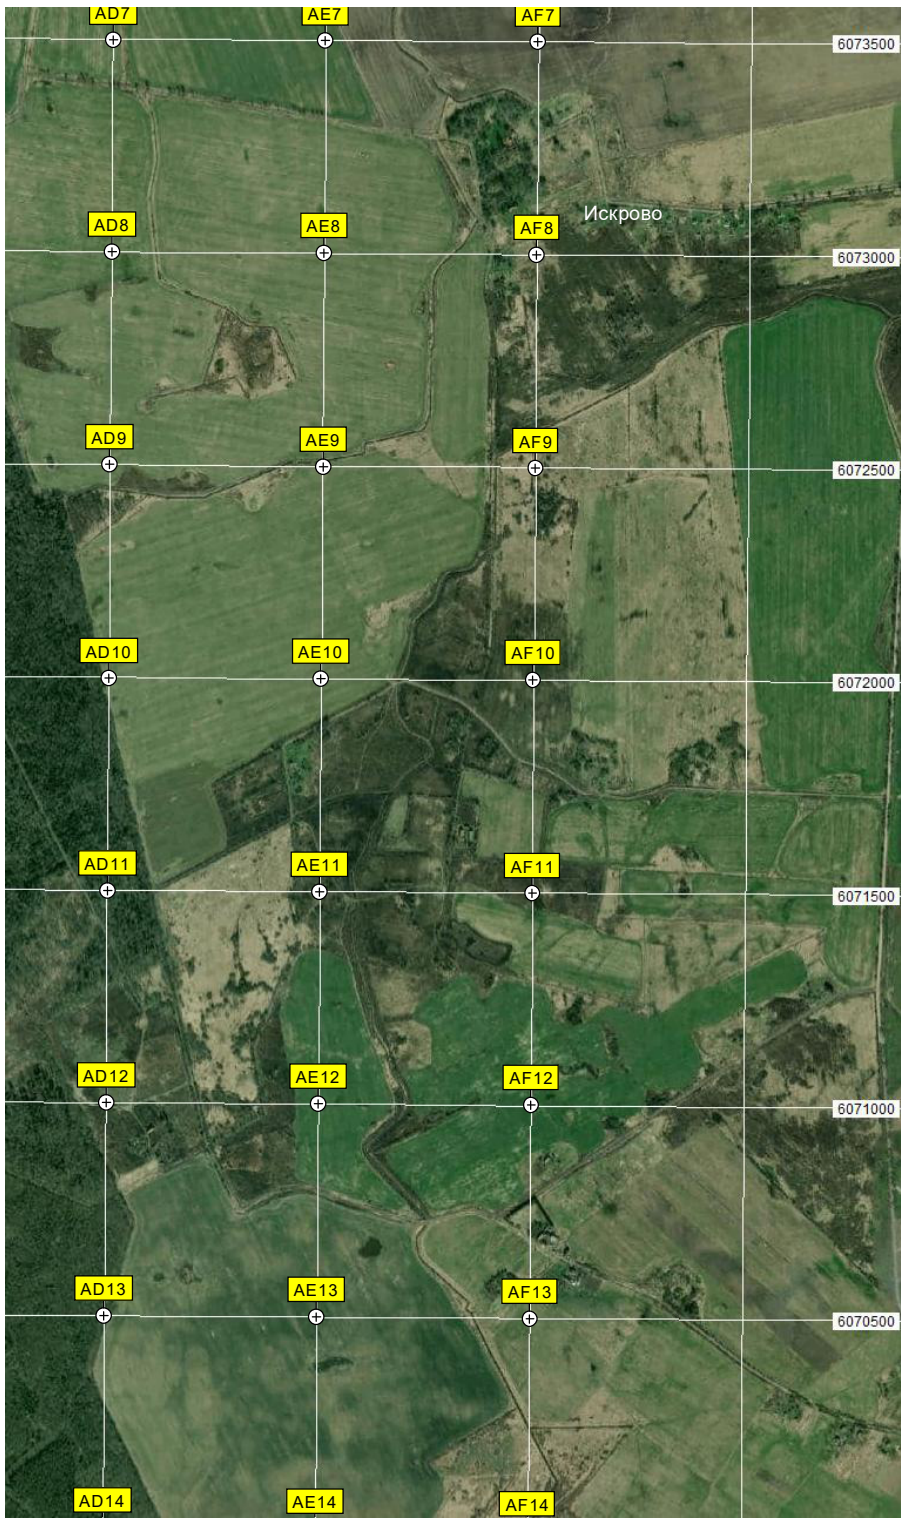 AD7 AE7 AF7
6073500
Искрово
AD8 AE8 AF8
6073000
AD9 AE9 AF9
6072500
AD10 AE10 AF10
6072000
AD11 AE11 AF11
6071500
AD12 AE12 AF12
6071000
AD13 AE13 AF13
6070500
AD14 AE14 AF14